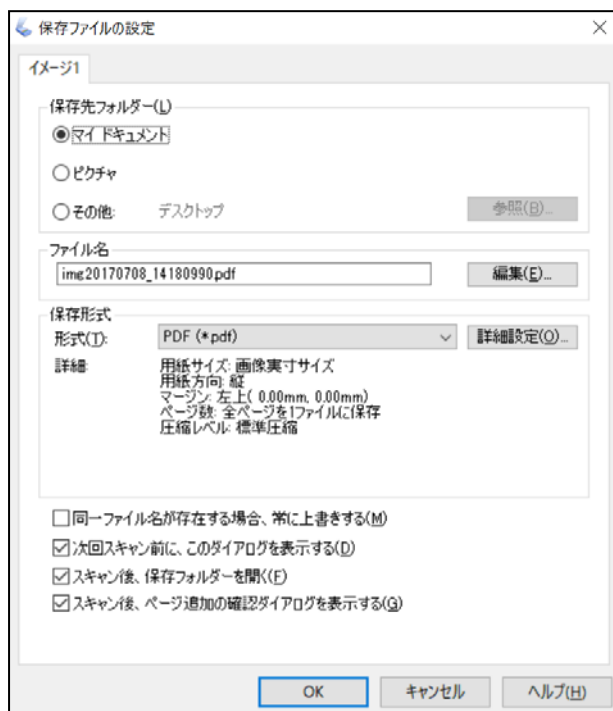 保存ファイルの設定
イメージ1
保存先フォルダー(L)
マイ ドキュメント
ピクチャ
その他: デスクトップ 参照(B)...
ファイル名
img20170708_14180990.pdf 編集(E)...
保存形式
形式(T): PDF (*.pdf) 詳細設定(O)...
詳細: 用紙サイズ: 画像実寸サイズ
用紙方向: 縦
マージン: 左上( 0.00mm, 0.00mm)
ページ数: 全ページを1ファイルに保存
圧縮レベル: 標準圧縮
同一ファイル名が存在する場合、常に上書きする(M)
次回スキャン前に、このダイアログを表示する(D)
スキャン後、保存フォルダーを開く(F)
スキャン後、ページ追加の確認ダイアログを表示する(G)
OK キャンセル ヘルプ(H)